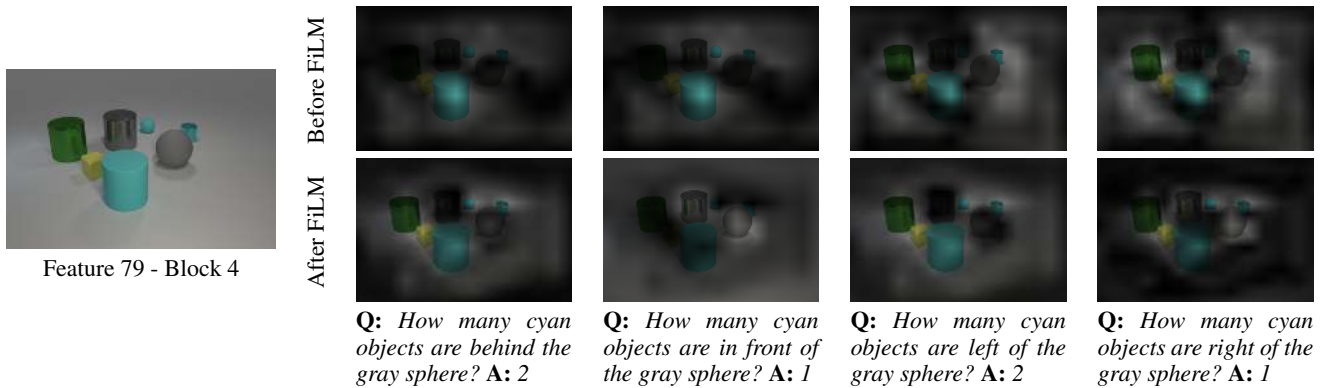 Before FiLM
After FiLM
Feature 79 - Block 4
Q: How many cyan
objects are behind the
gray sphere? A: 2
Q: How many cyan
objects are in front of
the gray sphere? A: 1
Q: How many cyan
objects are left of the
gray sphere? A: 2
Q: How many cyan
objects are right of the
gray sphere? A: 1